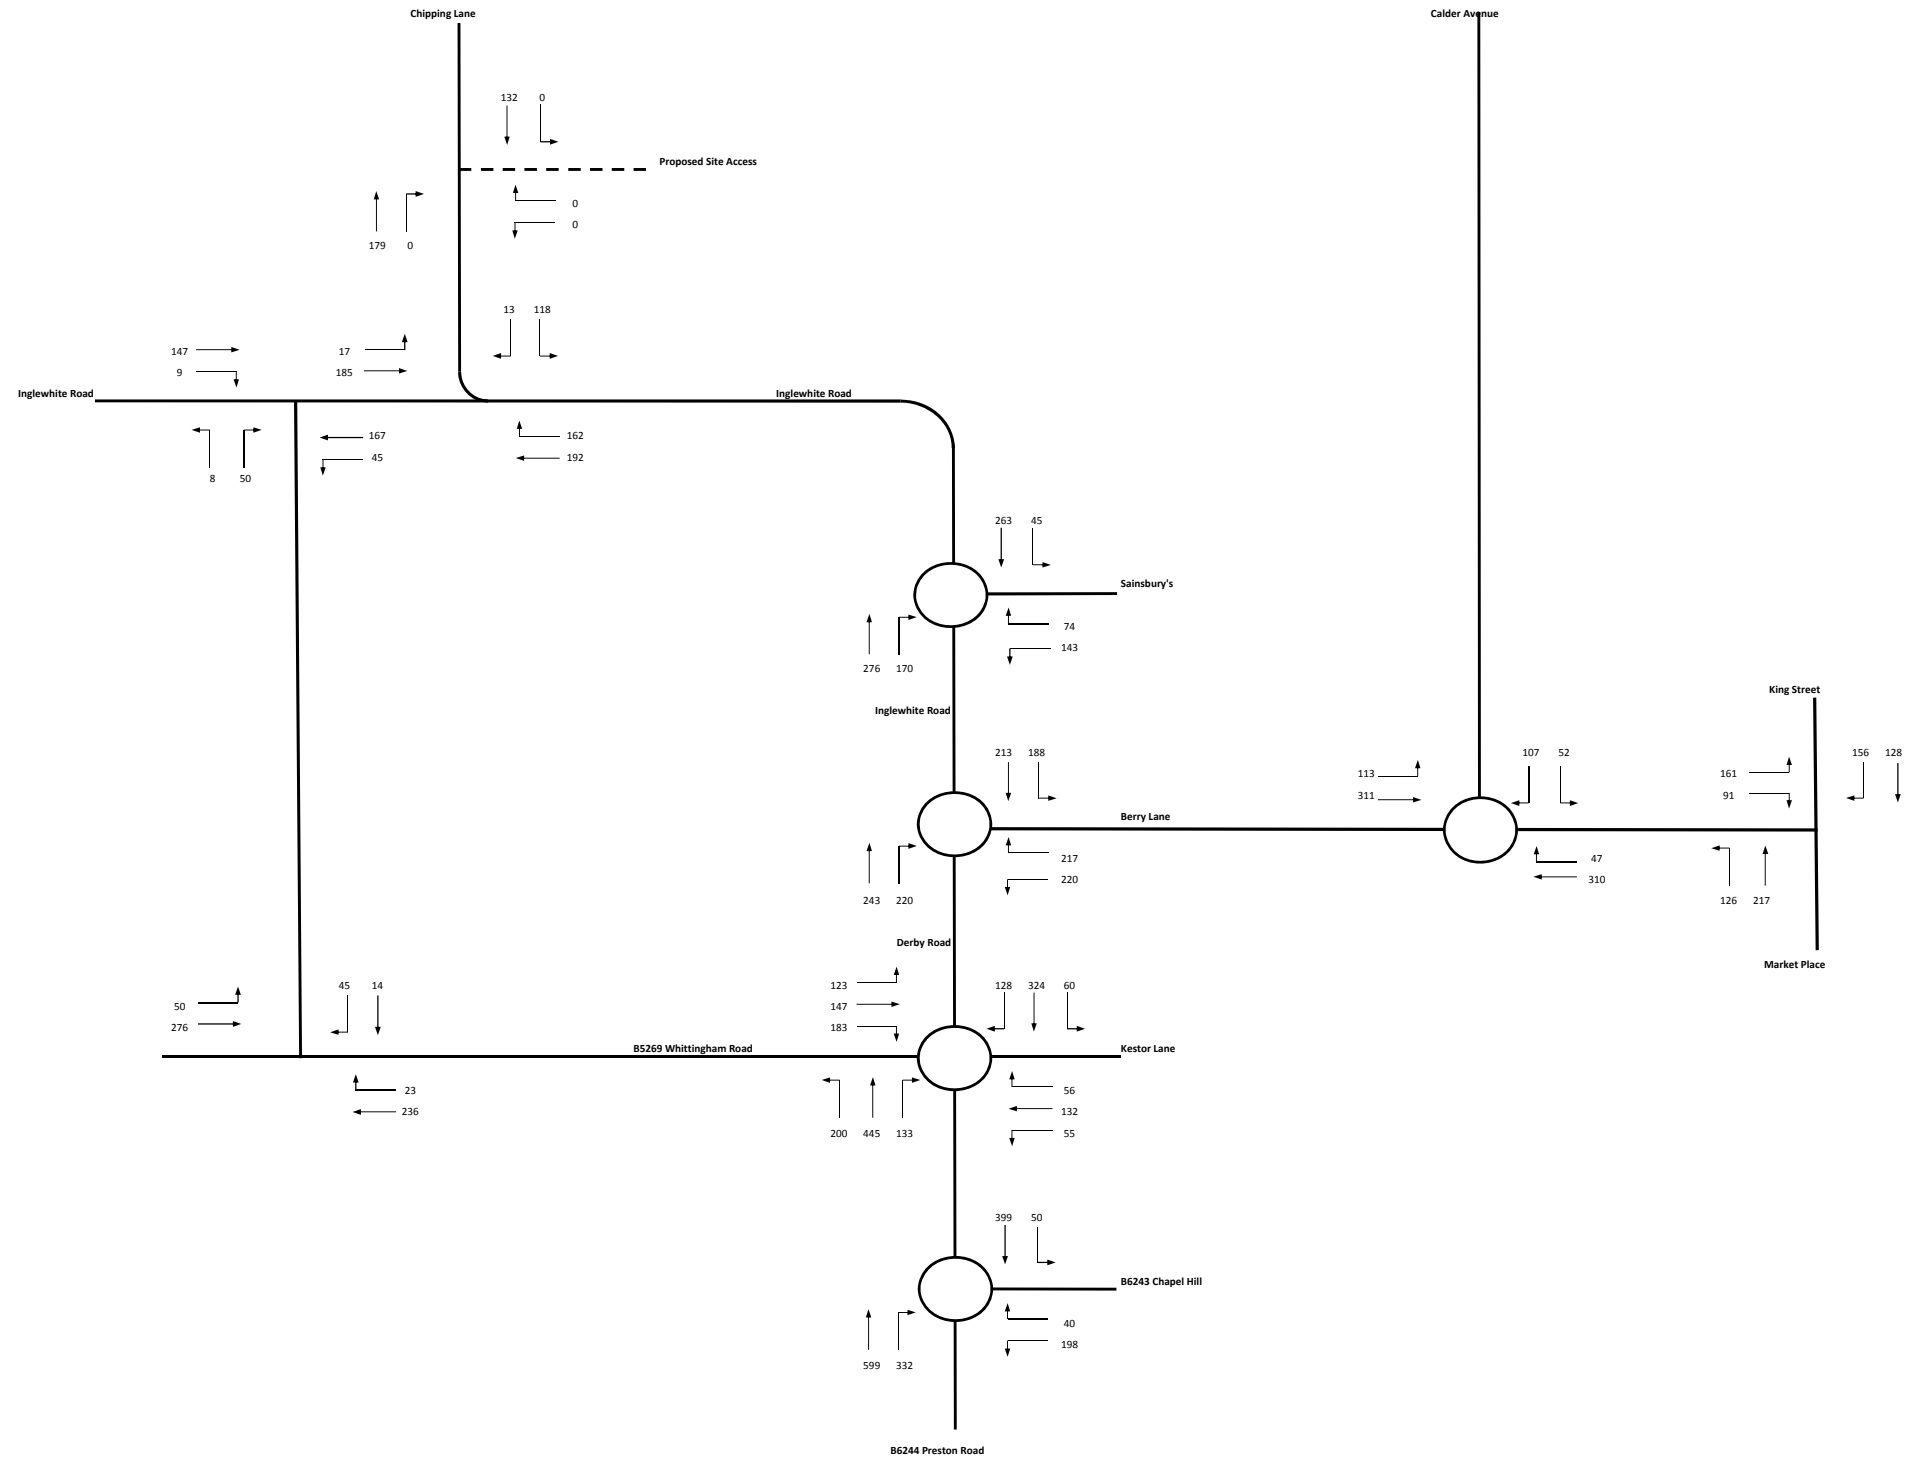 Chipping Lane
Calder Avenue
132 0
Proposed Site Access
0
0
179 0
13 118
147
9
17
185
Inglewhite Road
Inglewhite Road
167
45
162
192
8 50
263 45
Sainsbury's
74
143
276 170
King Street
Inglewhite Road
213 188
107 52
156 128
113
311
161
91
Berry Lane
217
220
47
310
243 220
126 217
Derby Road
Market Place
123
147
183
45 14
128 324 60
50
276
B5269 Whittingham Road
Kestor Lane
23
236
56
132
55
200 445 133
399 50
B6243 Chapel Hill
40
198
599 332
B6244 Preston Road